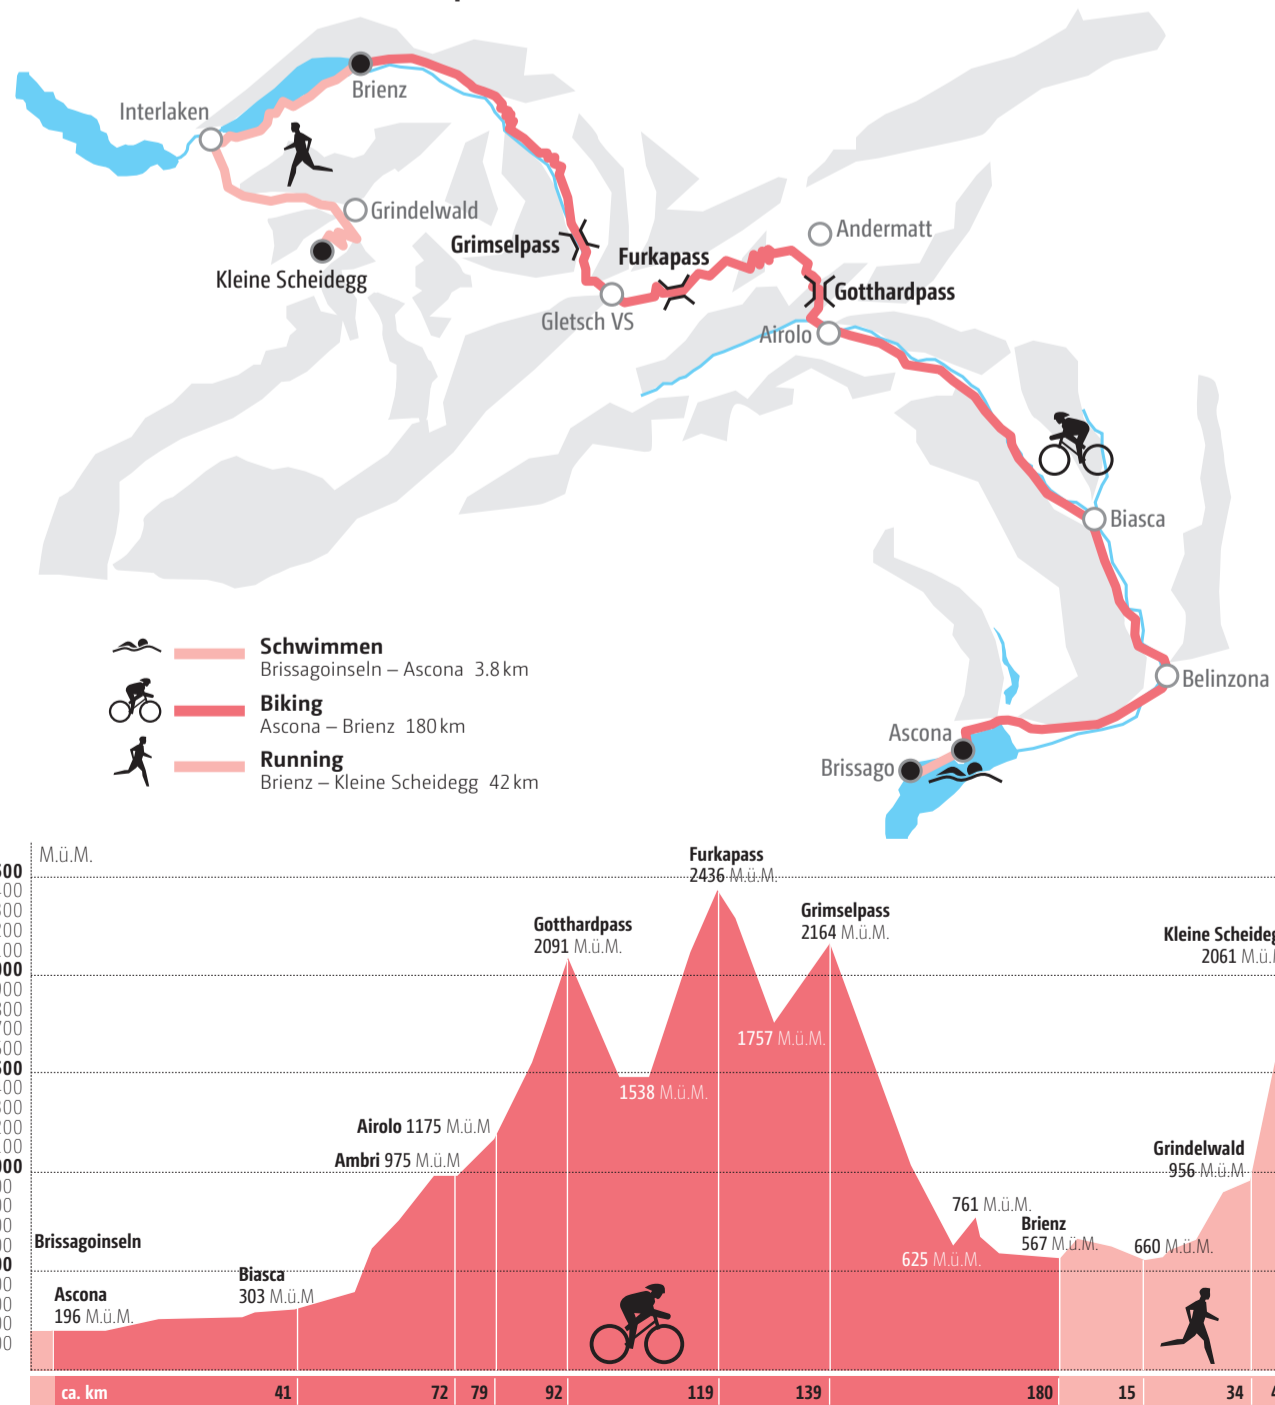 Brienz
Interlaken
Grindelwald
Kleine Scheidegg
Grimselpass
Furkapass
Andermatt
Gotthardpass
Gletsch VS
Airolo
Biasca
Belinzona
Ascona
Brissago
Schwimmen
Brissagoinseln – Ascona 3.8 km
Biking
Ascona – Brienz 180 km
Running
Brienz – Kleine Scheidegg 42 km
M.ü.M.
Furkapass
2436 M.ü.M.
Gotthardpass
2091 M.ü.M.
Grimselpass
2164 M.ü.M.
Kleine
2061
1757 M.ü.M.
1538 M.ü.M.
Airolo 1175 M.ü.M
Ambri 975 M.ü.M
Grindelwald
956 M.ü.M
761 M.ü.M.
Brienz
567 M.ü.M.
660 M.ü.M.
625 M.ü.M.
Brissagoinseln
Biasca
303 M.ü.M
Ascona
196 M.ü.M.
ca. km 41 72 79 92 119 139 180 15 34